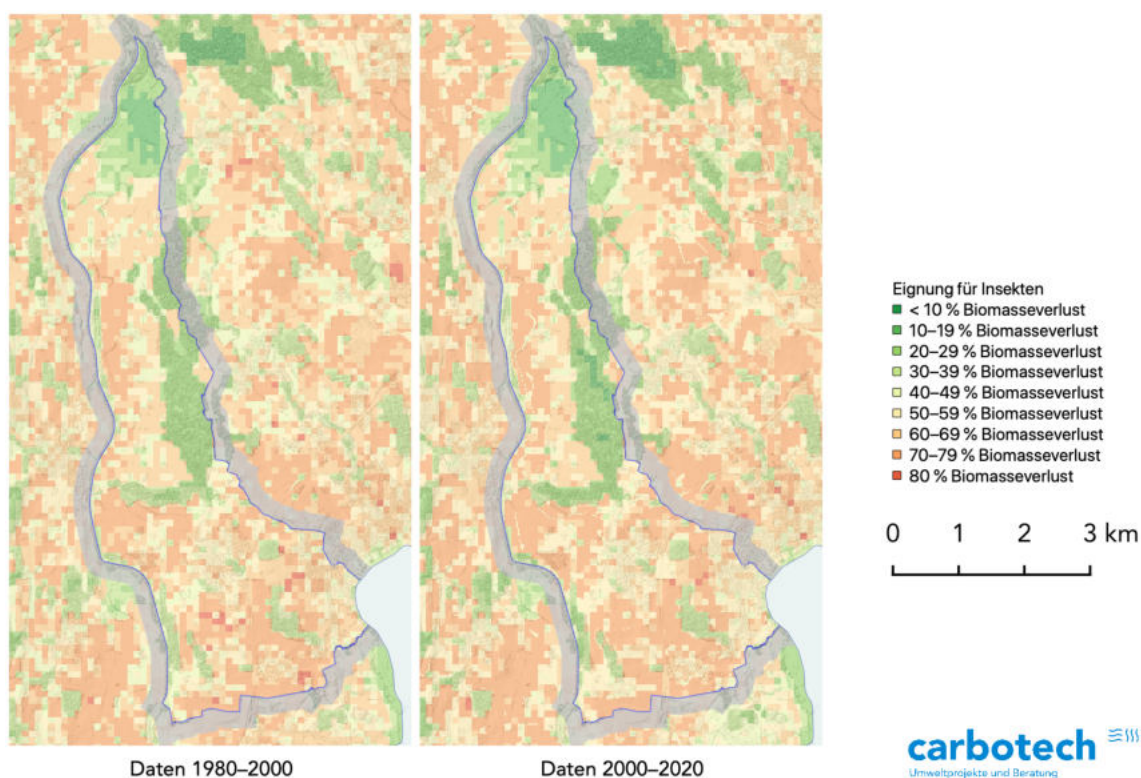 Eignung für Insekten
< 10 % Biomasseverlust
10–19 % Biomasseverlust
20–29 % Biomasseverlust
30–39 % Biomasseverlust
40–49 % Biomasseverlust
50–59 % Biomasseverlust
60–69 % Biomasseverlust
70–79 % Biomasseverlust
80 % Biomasseverlust
0 1 2 3 km
Daten 1980–2000
Daten 2000–2020
carbotech
Umweltprojekte und Beratung